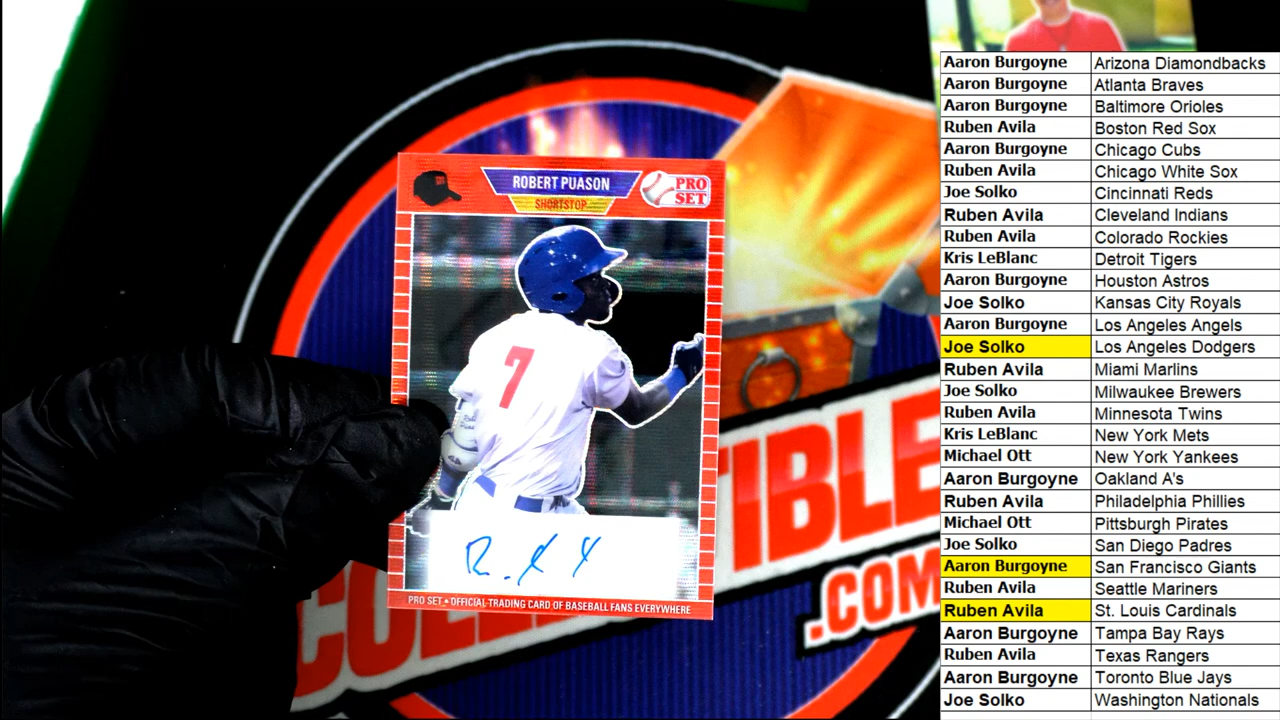 ROBERT PUASON
SHORTSTOP
PRO
SET
7
R
PRO SET • OFFICIAL TRADING CARD OF BASEBALL FANS EVERYWHERE
.COM
Aaron Burgoyne Arizona Diamondbacks
Aaron Burgoyne Atlanta Braves
Aaron Burgoyne Baltimore Orioles
Ruben Avila Boston Red Sox
Aaron Burgoyne Chicago Cubs
Ruben Avila Chicago White Sox
Joe Solko Cincinnati Reds
Ruben Avila Cleveland Indians
Ruben Avila Colorado Rockies
Kris LeBlanc Detroit Tigers
Aaron Burgoyne Houston Astros
Joe Solko Kansas City Royals
Aaron Burgoyne Los Angeles Angels
Joe Solko Los Angeles Dodgers
Ruben Avila Miami Marlins
Joe Solko Milwaukee Brewers
Ruben Avila Minnesota Twins
Kris LeBlanc New York Mets
Michael Ott New York Yankees
Aaron Burgoyne Oakland A's
Ruben Avila Philadelphia Phillies
Michael Ott Pittsburgh Pirates
Joe Solko San Diego Padres
Aaron Burgoyne San Francisco Giants
Ruben Avila Seattle Mariners
Ruben Avila St. Louis Cardinals
Aaron Burgoyne Tampa Bay Rays
Ruben Avila Texas Rangers
Aaron Burgoyne Toronto Blue Jays
Joe Solko Washington Nationals